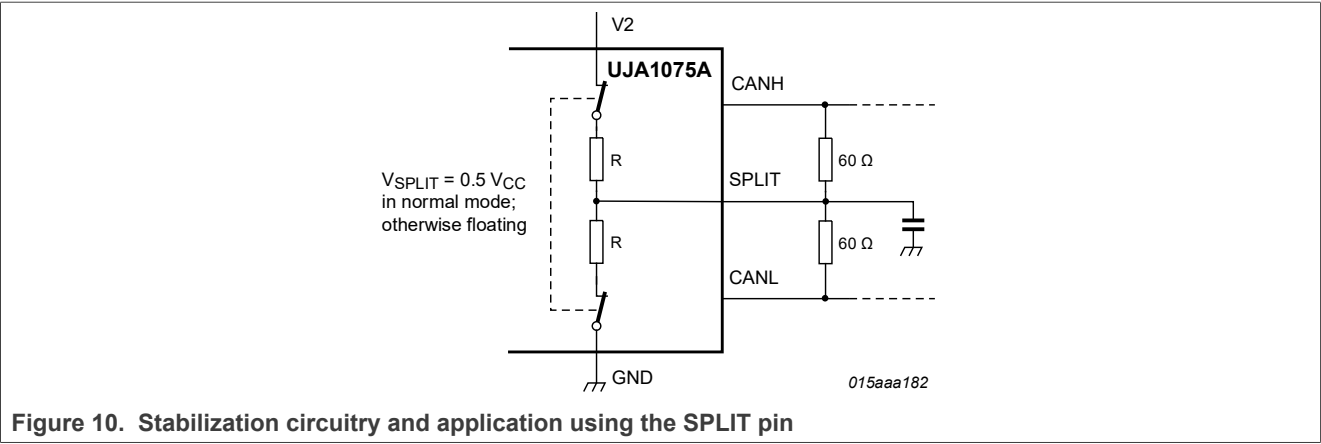 V2
UJA1075A
CANH
R
60 Ω
VSPLIT = 0.5 VCC
in normal mode;
otherwise floating
SPLIT
R
60 Ω
CANL
GND
015aaa182
Figure 10. Stabilization circuitry and application using the SPLIT pin